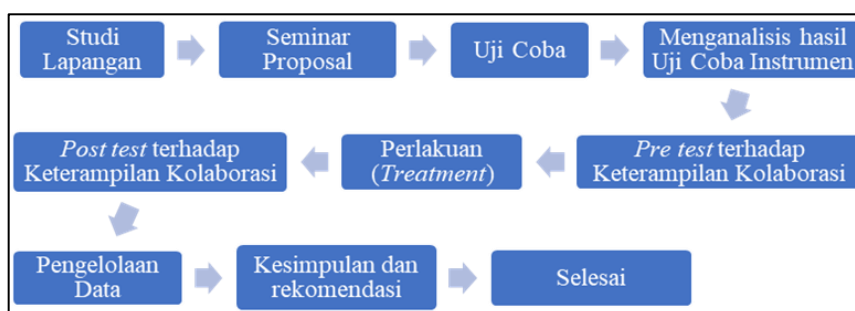 Studi
Lapangan
Seminar
Proposal
Uji Coba
Menganalisis hasil
Uji Coba Instrumen
Pre test terhadap
Keterampilan Kolaborasi
Perlakuan
(Treatment)
Post test terhadap
Keterampilan Kolaborasi
Pengelolaan
Data
Kesimpulan dan
rekomendasi
Selesai